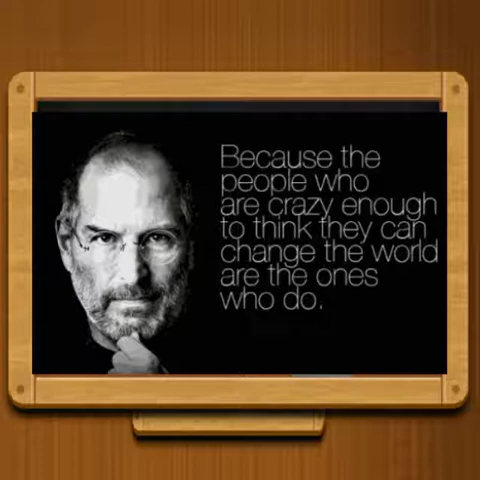 Because the
people who
are crazy enough
to think they can
change the world
are the ones
who do.